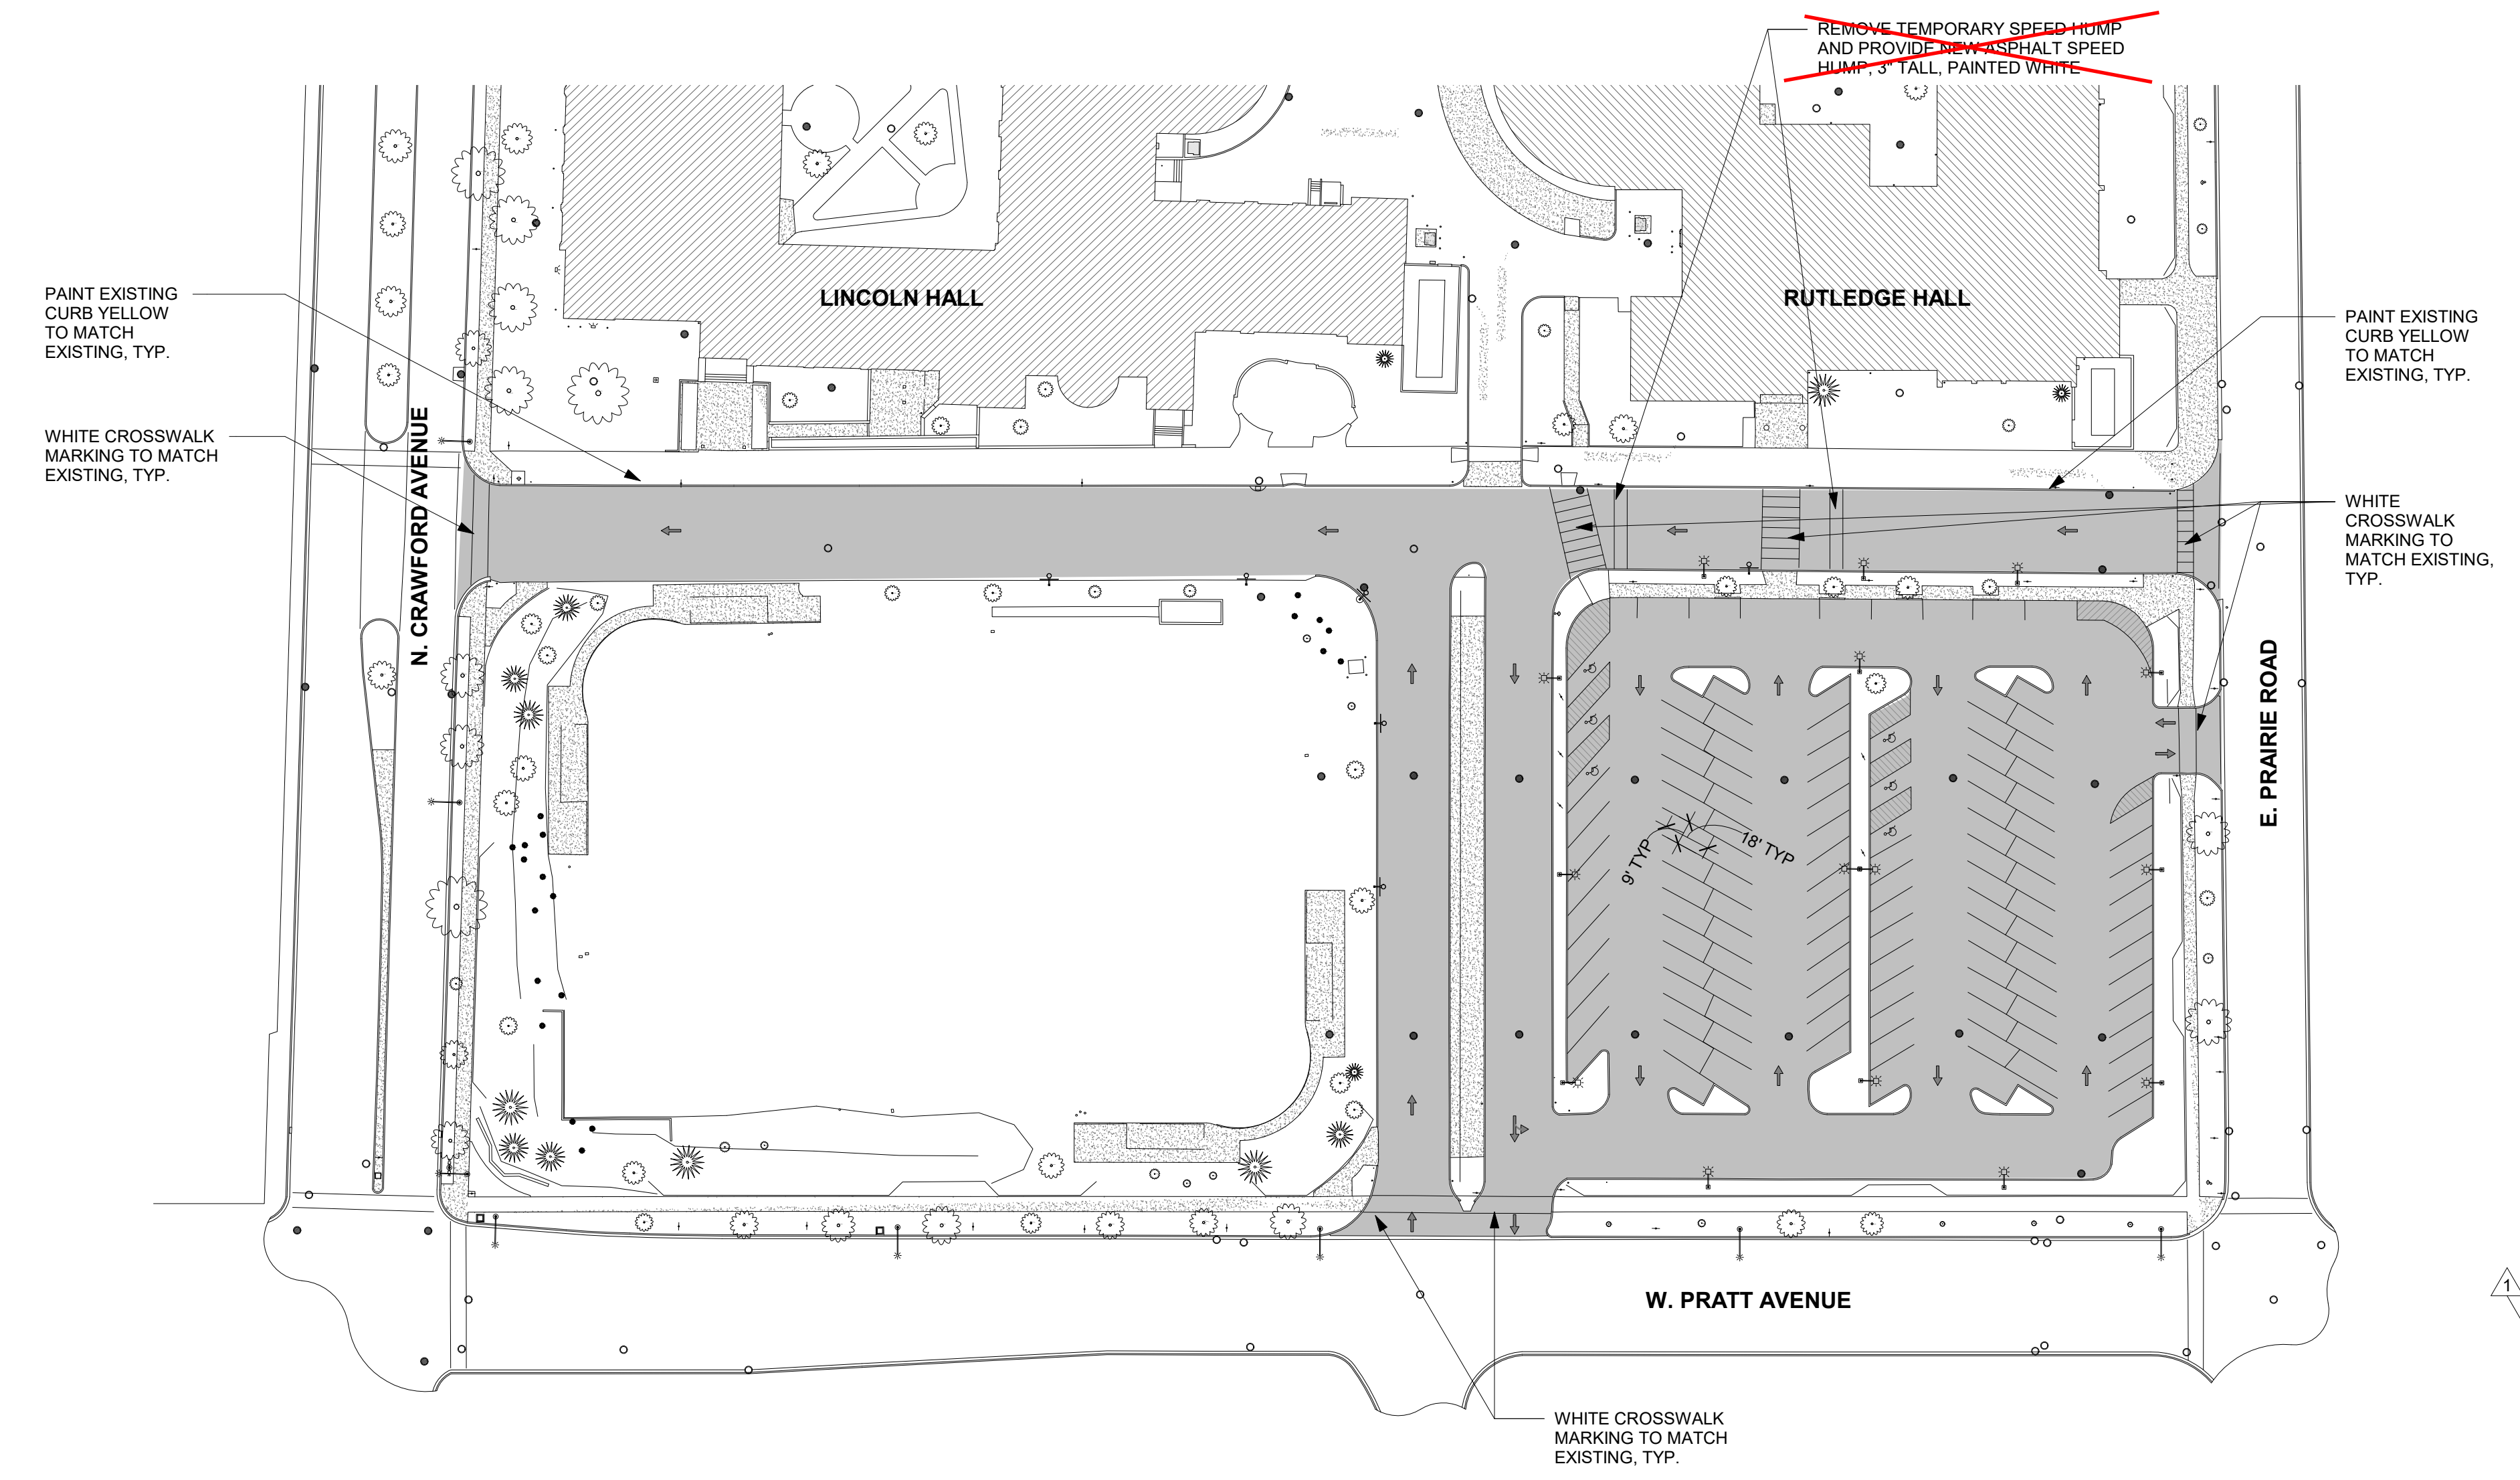 REMOVE TEMPORARY SPEED HUMP
AND PROVIDE NEW ASPHALT SPEED
HUMP, 3" TALL, PAINTED WHITE
PAINT EXISTING
CURB YELLOW
TO MATCH
EXISTING, TYP.
LINCOLN HALL
RUTLEDGE HALL
PAINT EXISTING
CURB YELLOW
TO MATCH
EXISTING, TYP.
WHITE CROSSWALK
MARKING TO MATCH
EXISTING, TYP.
N. CRAWFORD AVENUE
WHITE
CROSSWALK
MARKING TO
MATCH EXISTING,
TYP.
E. PRAIRIE ROAD
9' TYP
18' TYP
W. PRATT AVENUE
1
WHITE CROSSWALK
MARKING TO MATCH
EXISTING, TYP.